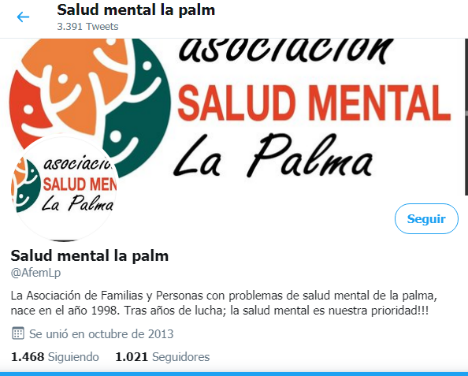 Salud mental la palm
3.391 Tweets
asociación
SALUD MENTAL
La Palma
asociación
SALUD MEN
La Palma
Seguir
Salud mental la palm
@AfemLp
La Asociación de Familias y Personas con problemas de salud mental de la palma,
nace en el año 1998. Tras años de lucha; la salud mental es nuestra prioridad!!!
Se unió en octubre de 2013
1.468 Siguiendo 1.021 Seguidores